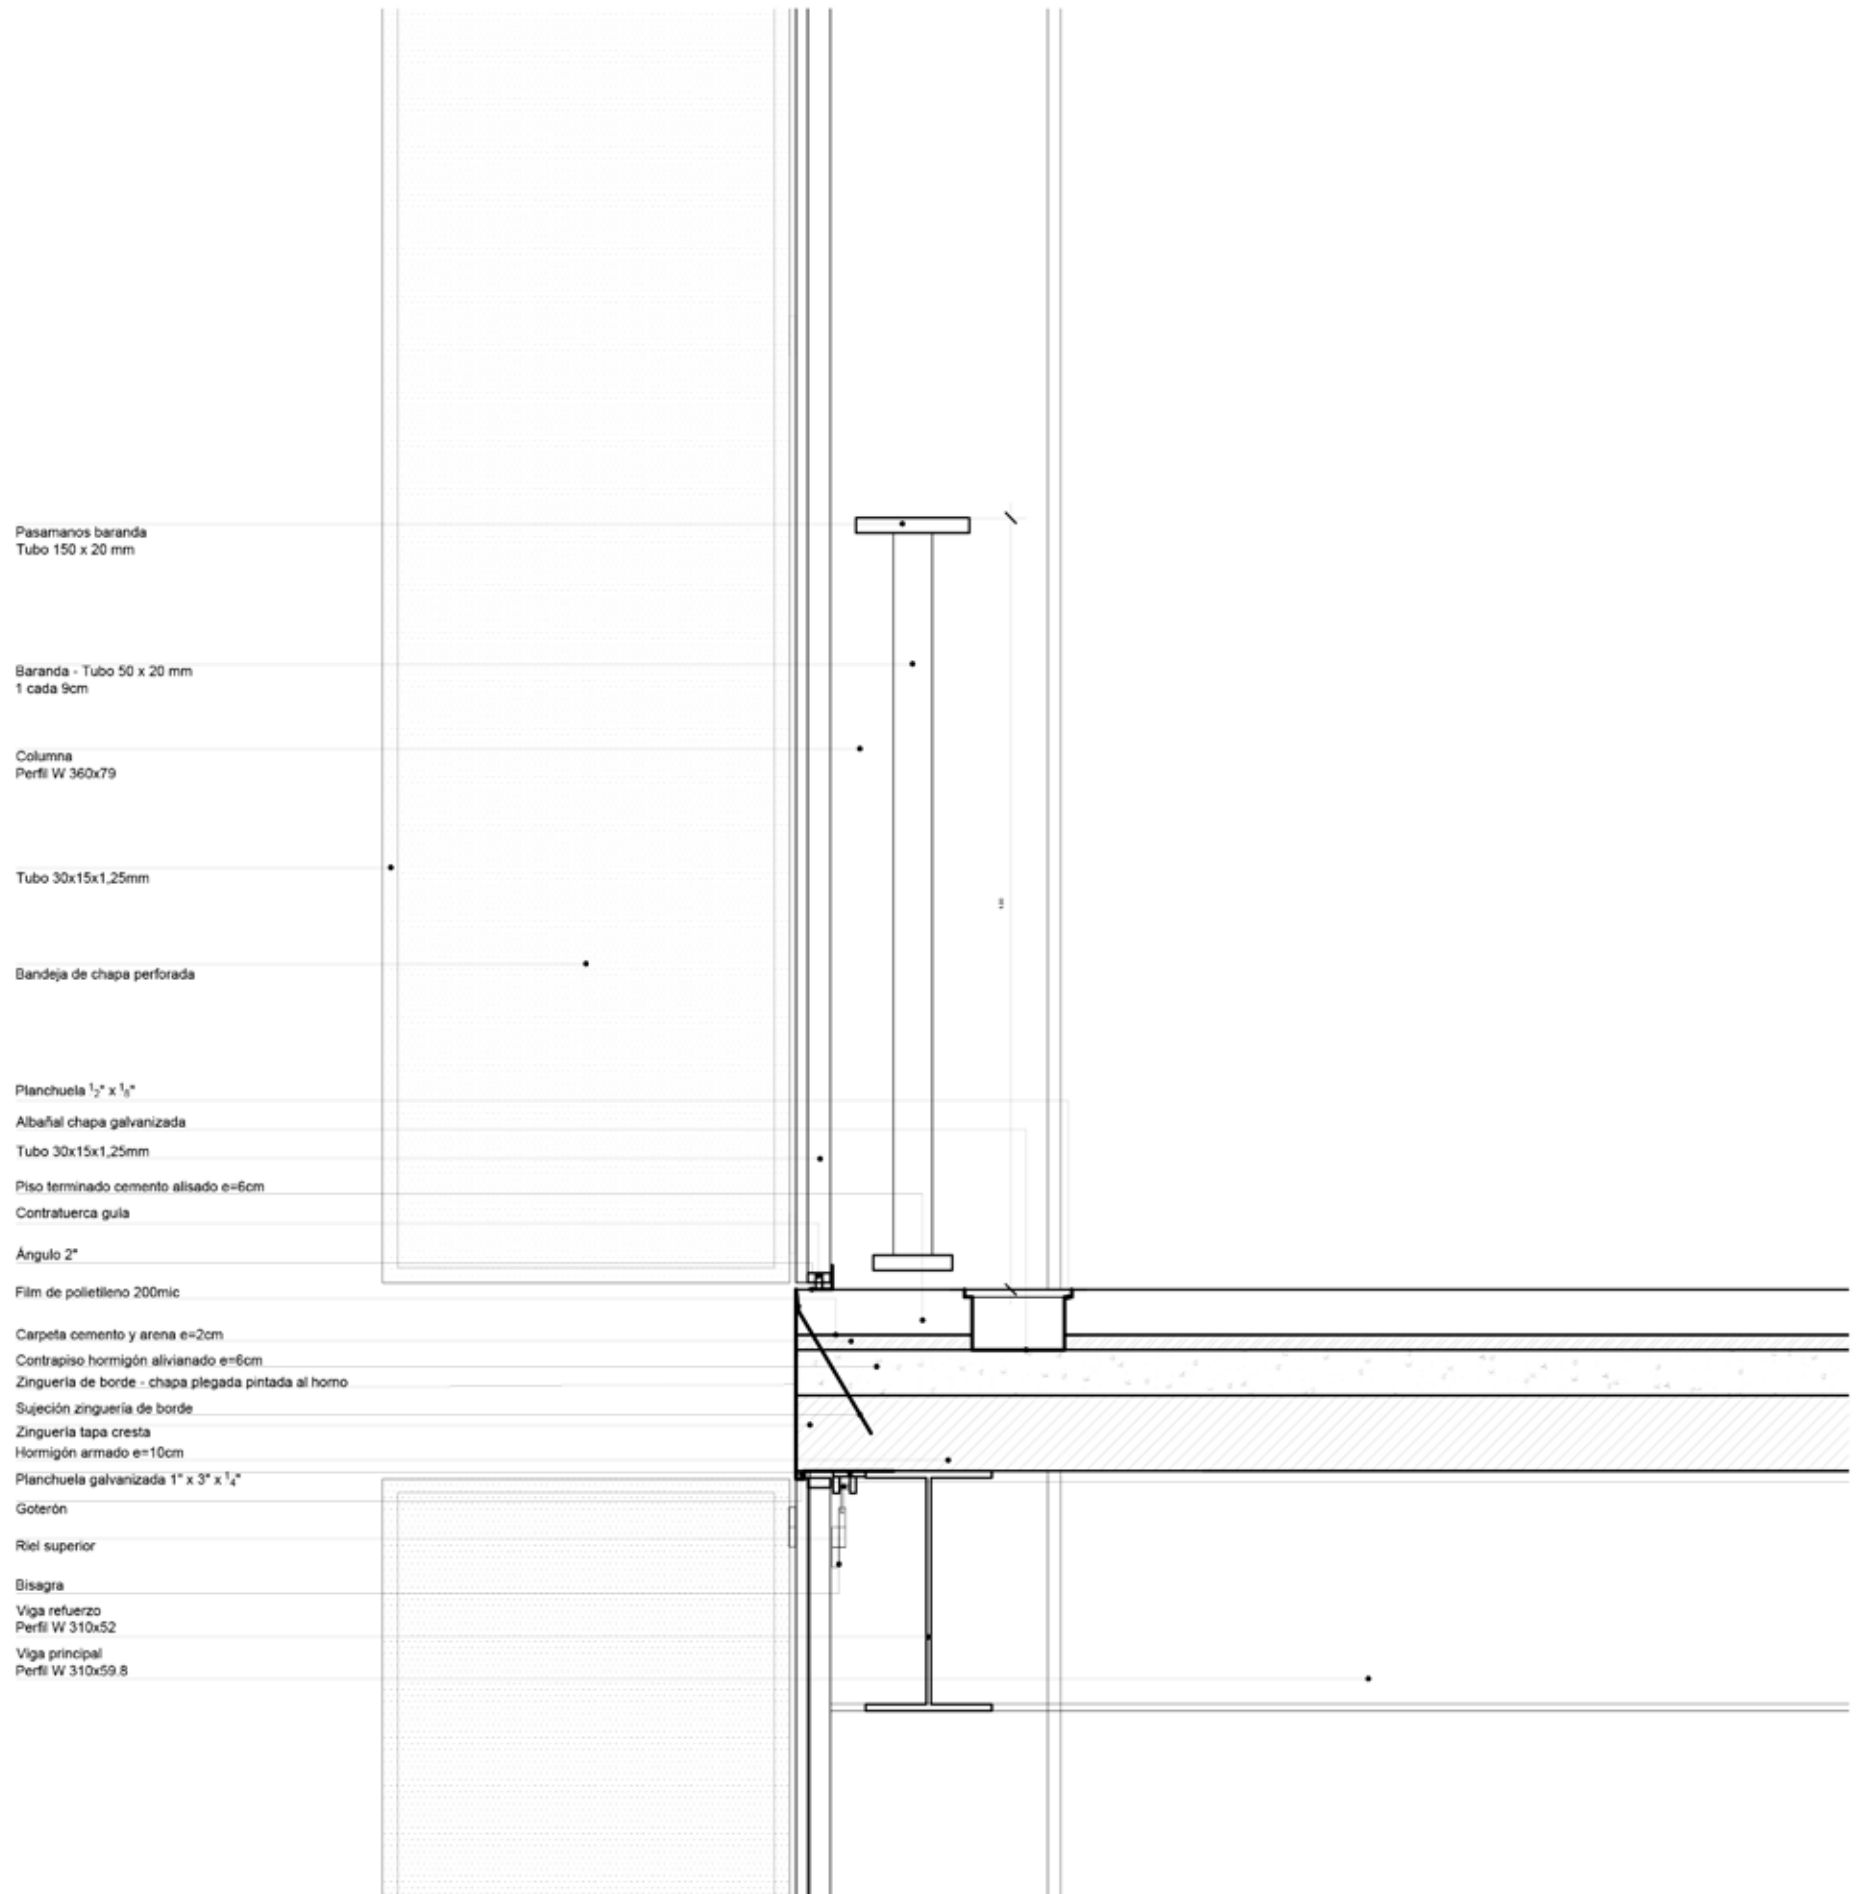 Pasamanos baranda
Tubo 150 x 20 mm
Baranda - Tubo 50 x 20 mm
1 cada 9cm
Columna
Perfil W 360x79
Tubo 30x15x1,25mm
Bandeja de chapa perforada
Planchuela 1/2" x 1/8"
Albañal chapa galvanizada
Tubo 30x15x1,25mm
Piso terminado cemento alisado e=6cm
Contratuerca guía
Ángulo 2"
Film de polietileno 200mic
Carpeta cemento y arena e=2cm
Contrapiso hormigón alivianado e=6cm
Zinguería de borde - chapa plegada pintada al horno
Sujeción zinguería de borde
Zinguería tapa cresta
Hormigón armado e=10cm
Planchuela galvanizada 1" x 3" x 1/4"
Goterón
Riel superior
Bisagra
Viga refuerzo
Perfil W 310x52
Viga principal
Perfil W 310x59.8